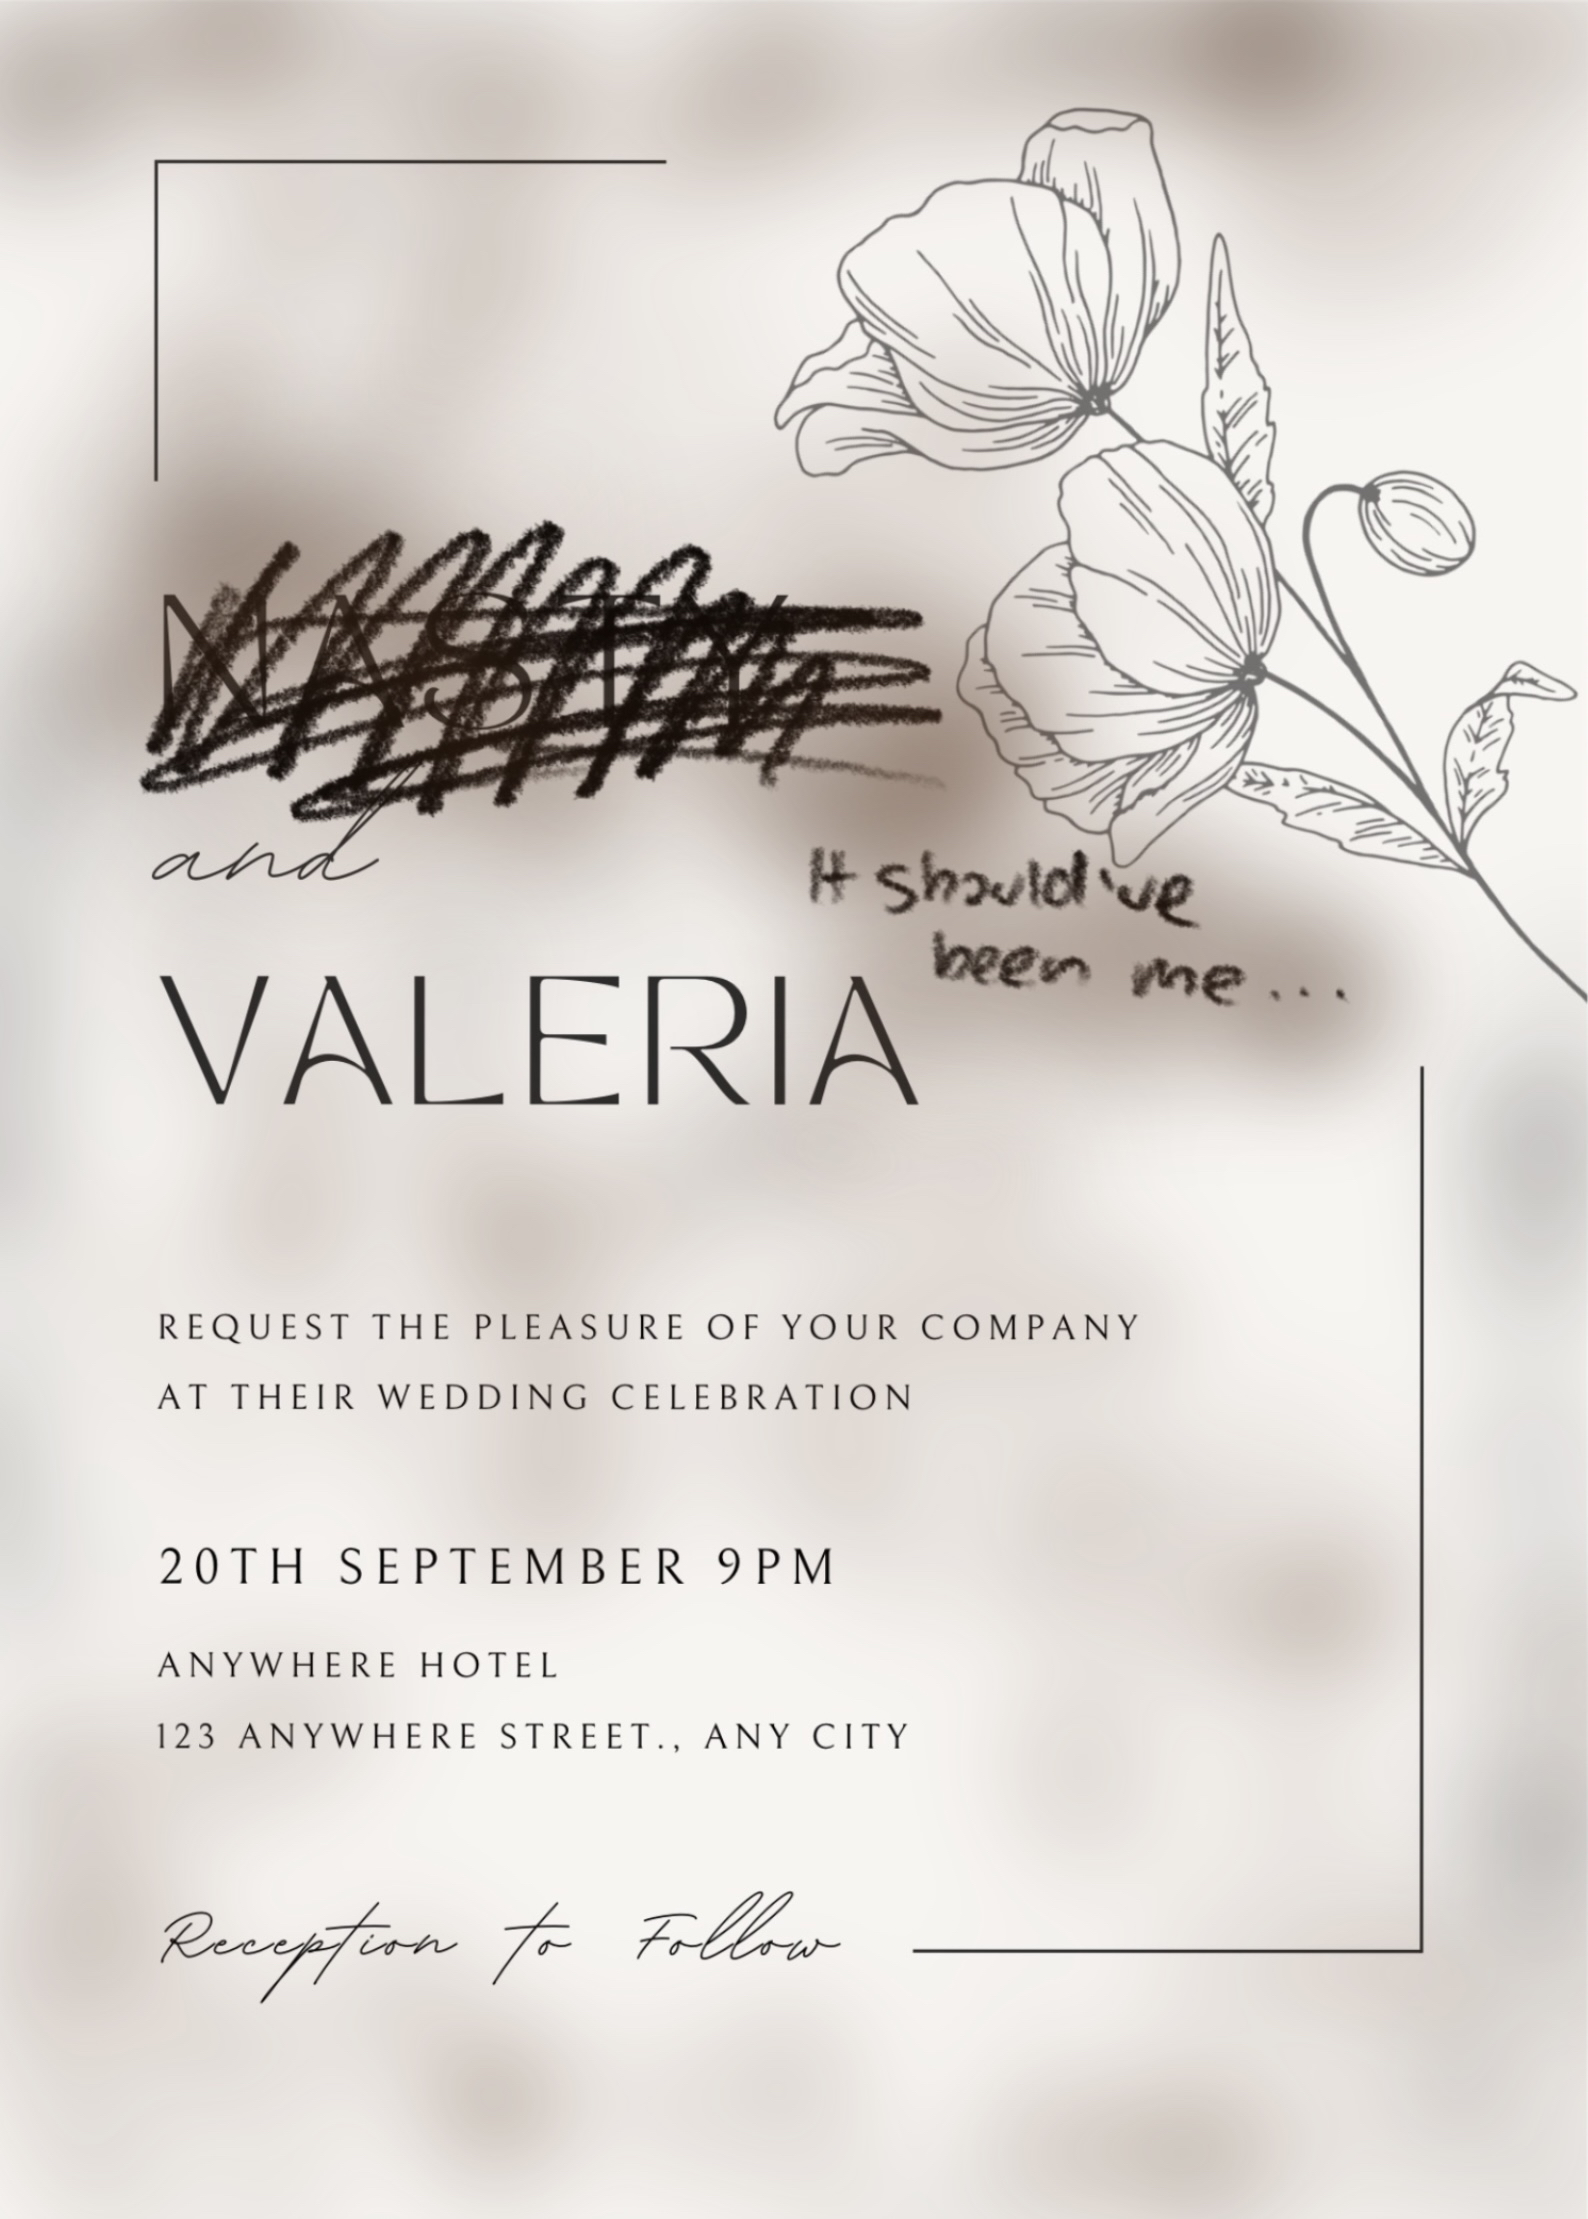 NASTY
and
It should've
been me...
VALERIA
REQUEST THE PLEASURE OF YOUR COMPANY
AT THEIR WEDDING CELEBRATION
20TH SEPTEMBER 9PM
ANYWHERE HOTEL
123 ANYWHERE STREET., ANY CITY
Reception to Follow